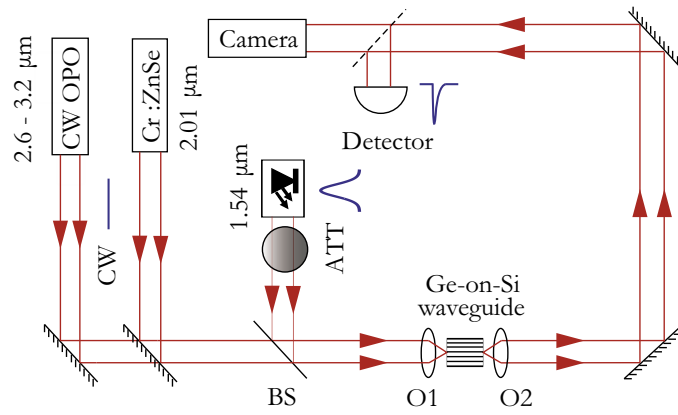 Camera
2.6 - 3.2 μm
CW OPO
Cr:ZnSe
2.01 μm
Detector
1.54 μm
CW
ATT
Ge-on-Si
waveguide
BS
O1
O2